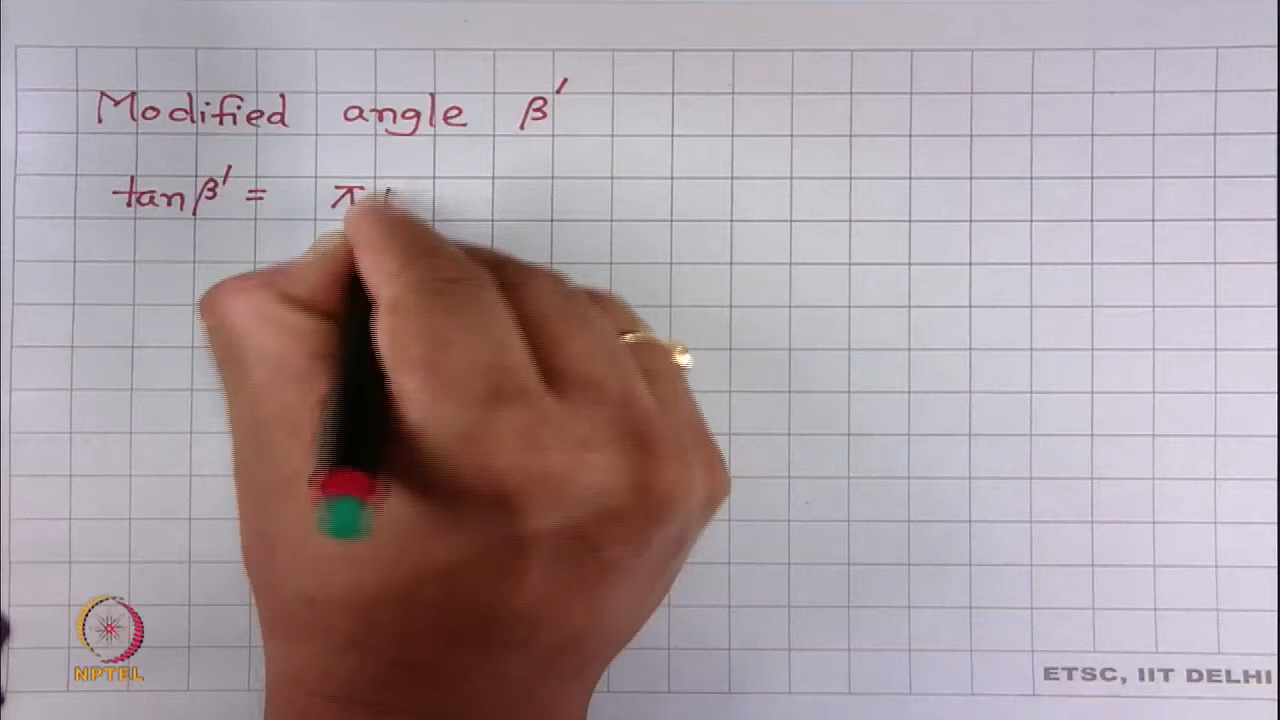 Modified angle β'
tan β' = π
NPTEL
ETSC, IIT DELHI